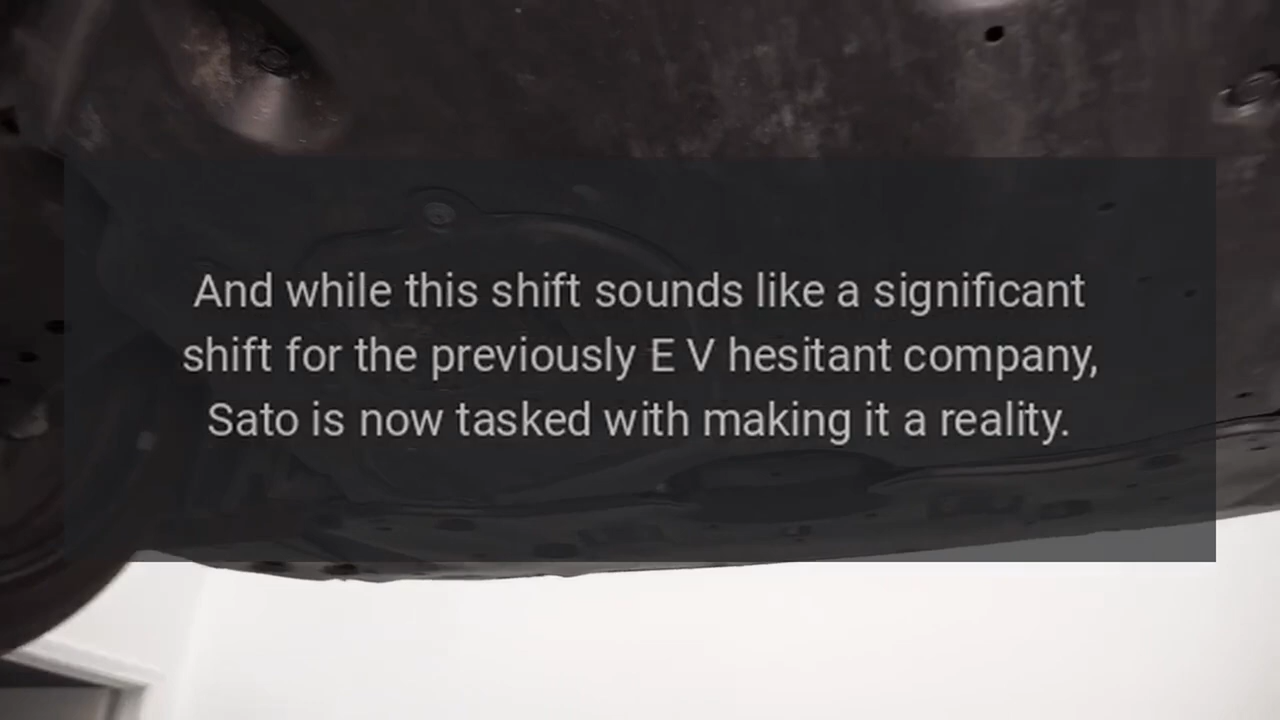 And while this shift sounds like a significant
shift for the previously E V hesitant company,
Sato is now tasked with making it a reality.